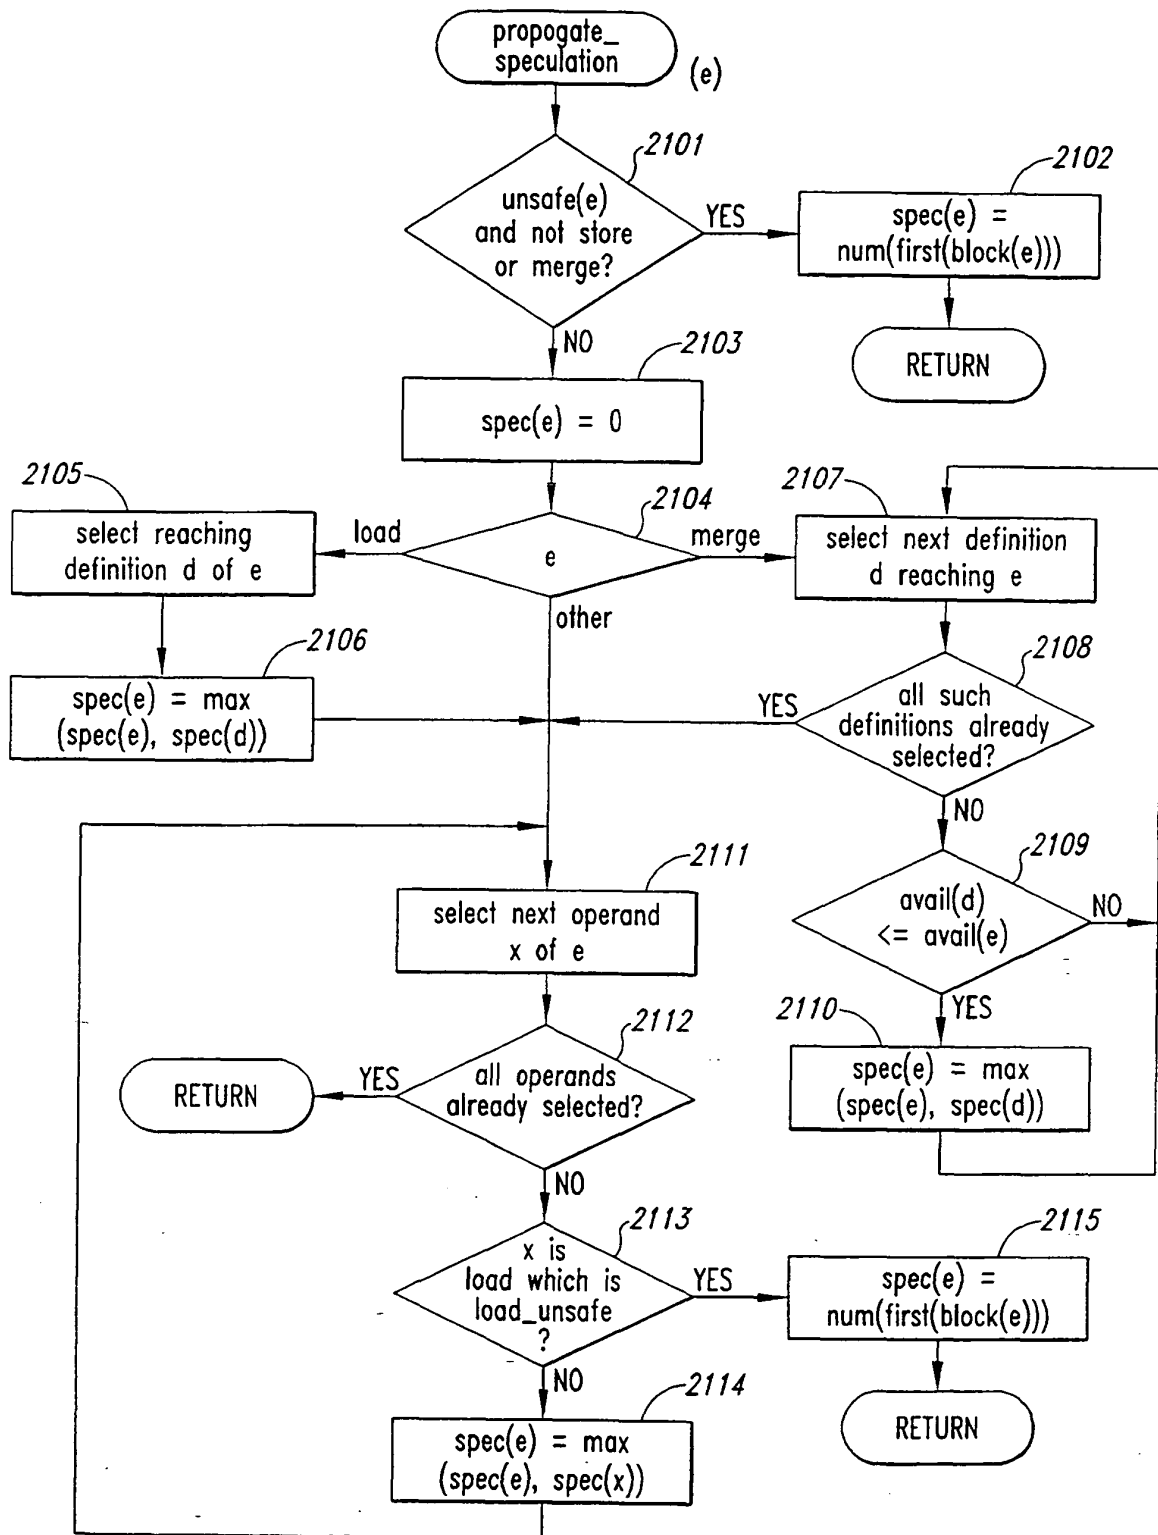 propogate_
speculation
(e)
2101
unsafe(e)
and not store
or merge?
YES
2102
spec(e) =
num(first(block(e)))
RETURN
NO
2103
spec(e) = 0
2104
e
load
merge
other
2105
select reaching
definition d of e
2106
spec(e) = max
(spec(e), spec(d))
2107
select next definition
d reaching e
2108
all such
definitions already
selected?
YES
NO
2109
avail(d)
<= avail(e)
NO
YES
2110
spec(e) = max
(spec(e), spec(d))
2111
select next operand
x of e
2112
all operands
already selected?
YES
RETURN
NO
2113
x is
load which is
load_unsafe
?
YES
2115
spec(e) =
num(first(block(e)))
RETURN
NO
2114
spec(e) = max
(spec(e), spec(x))